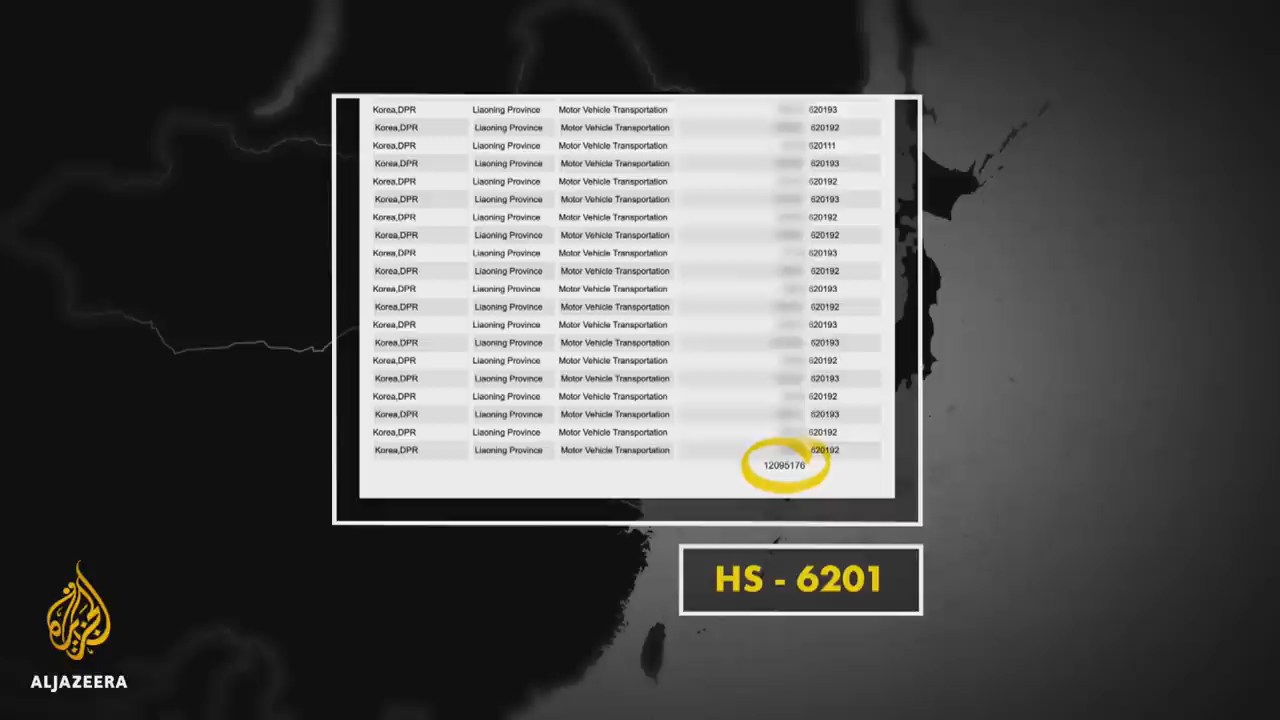 Korea,DPR Liaoning Province Motor Vehicle Transportation 620193
Korea,DPR Liaoning Province Motor Vehicle Transportation 620192
Korea,DPR Liaoning Province Motor Vehicle Transportation 620111
Korea,DPR Liaoning Province Motor Vehicle Transportation 620193
Korea,DPR Liaoning Province Motor Vehicle Transportation 620192
Korea,DPR Liaoning Province Motor Vehicle Transportation 620193
Korea,DPR Liaoning Province Motor Vehicle Transportation 620192
Korea,DPR Liaoning Province Motor Vehicle Transportation 620192
Korea,DPR Liaoning Province Motor Vehicle Transportation 620193
Korea,DPR Liaoning Province Motor Vehicle Transportation 620192
Korea,DPR Liaoning Province Motor Vehicle Transportation 620193
Korea,DPR Liaoning Province Motor Vehicle Transportation 620192
Korea,DPR Liaoning Province Motor Vehicle Transportation 620193
Korea,DPR Liaoning Province Motor Vehicle Transportation 620193
Korea,DPR Liaoning Province Motor Vehicle Transportation 620192
Korea,DPR Liaoning Province Motor Vehicle Transportation 620193
Korea,DPR Liaoning Province Motor Vehicle Transportation 620192
Korea,DPR Liaoning Province Motor Vehicle Transportation 620193
Korea,DPR Liaoning Province Motor Vehicle Transportation 620192
Korea,DPR Liaoning Province Motor Vehicle Transportation 620192
12095176
HS - 6201
ALJAZEERA